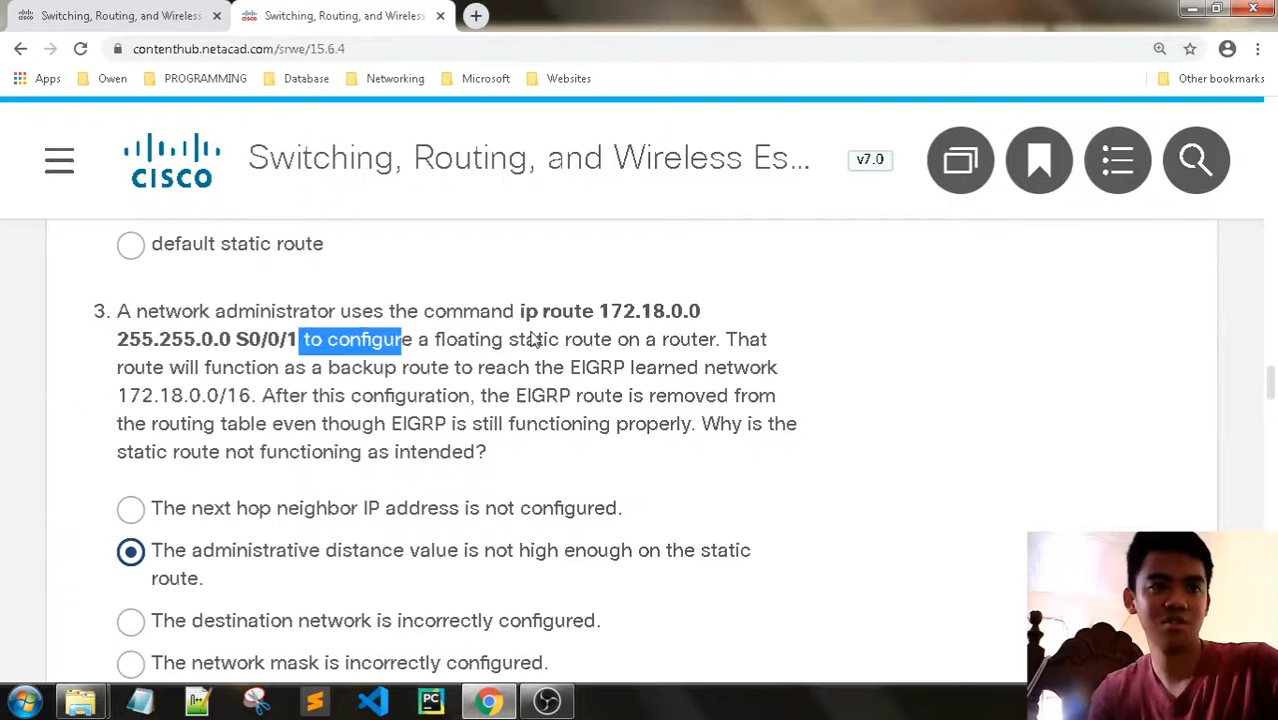 Switching, Routing, and Wireless
Switching, Routing, and Wireless
contenthub.netacad.com/srwe/15.6.4
Apps
Owen
PROGRAMMING
Database
Networking
Microsoft
Websites
Other bookmarks
CISCO
Switching, Routing, and Wireless Es...
v7.0
default static route
3. A network administrator uses the command ip route 172.18.0.0
255.255.0.0 S0/0/1 to configure a floating static route on a router. That
route will function as a backup route to reach the EIGRP learned network
172.18.0.0/16. After this configuration, the EIGRP route is removed from
the routing table even though EIGRP is still functioning properly. Why is the
static route not functioning as intended?
The next hop neighbor IP address is not configured.
The administrative distance value is not high enough on the static
route.
The destination network is incorrectly configured.
The network mask is incorrectly configured.
PC